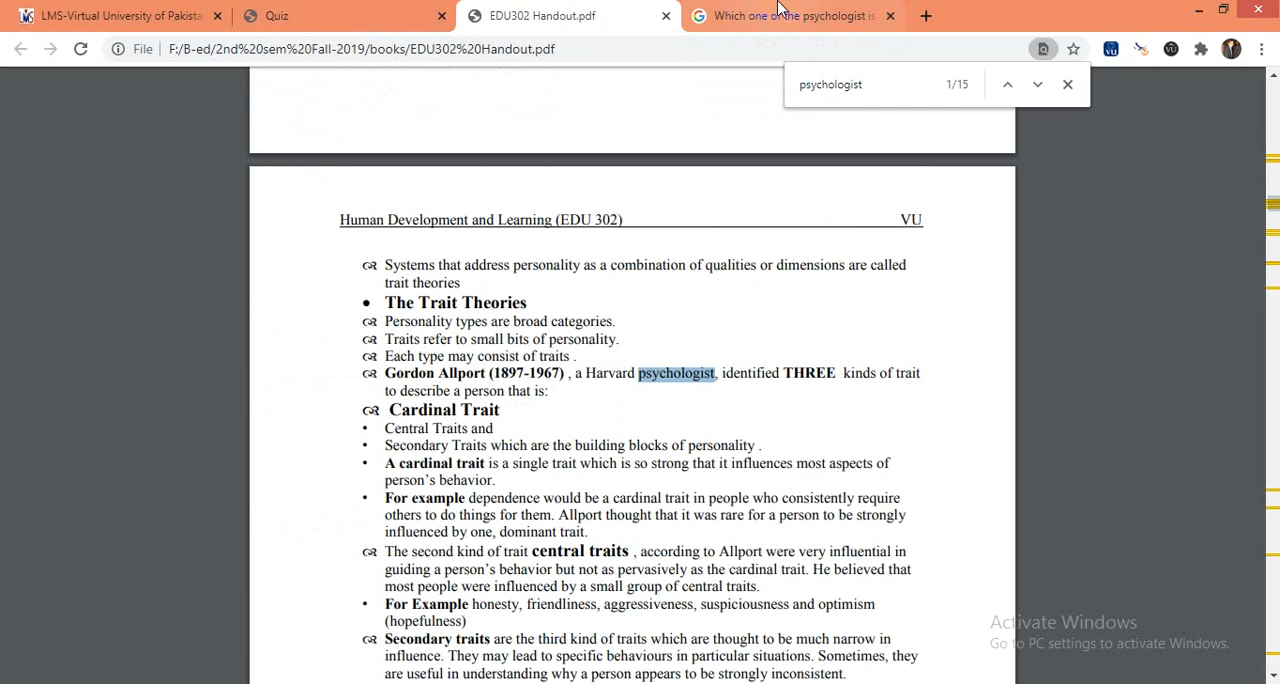 LMS-Virtual University of Pakista
Quiz
EDU302 Handout.pdf
Which one of the psychologist is
File
F:/B-ed/2nd%20sem%20Fall-2019/books/EDU302%20Handout.pdf
psychologist 1/15
Human Development and Learning (EDU 302) VU
Systems that address personality as a combination of qualities or dimensions are called
trait theories
• The Trait Theories
Personality types are broad categories.
Traits refer to small bits of personality.
Each type may consist of traits .
Gordon Allport (1897-1967) , a Harvard psychologist, identified THREE kinds of trait
to describe a person that is:
Cardinal Trait
• Central Traits and
• Secondary Traits which are the building blocks of personality .
• A cardinal trait is a single trait which is so strong that it influences most aspects of
person's behavior.
• For example dependence would be a cardinal trait in people who consistently require
others to do things for them. Allport thought that it was rare for a person to be strongly
influenced by one, dominant trait.
The second kind of trait central traits , according to Allport were very influential in
guiding a person's behavior but not as pervasively as the cardinal trait. He believed that
most people were influenced by a small group of central traits.
• For Example honesty, friendliness, aggressiveness, suspiciousness and optimism
(hopefulness)
Secondary traits are the third kind of traits which are thought to be much narrow in
influence. They may lead to specific behaviours in particular situations. Sometimes, they
are useful in understanding why a person appears to be strongly inconsistent.
Activate Windows
Go to PC settings to activate Windows.